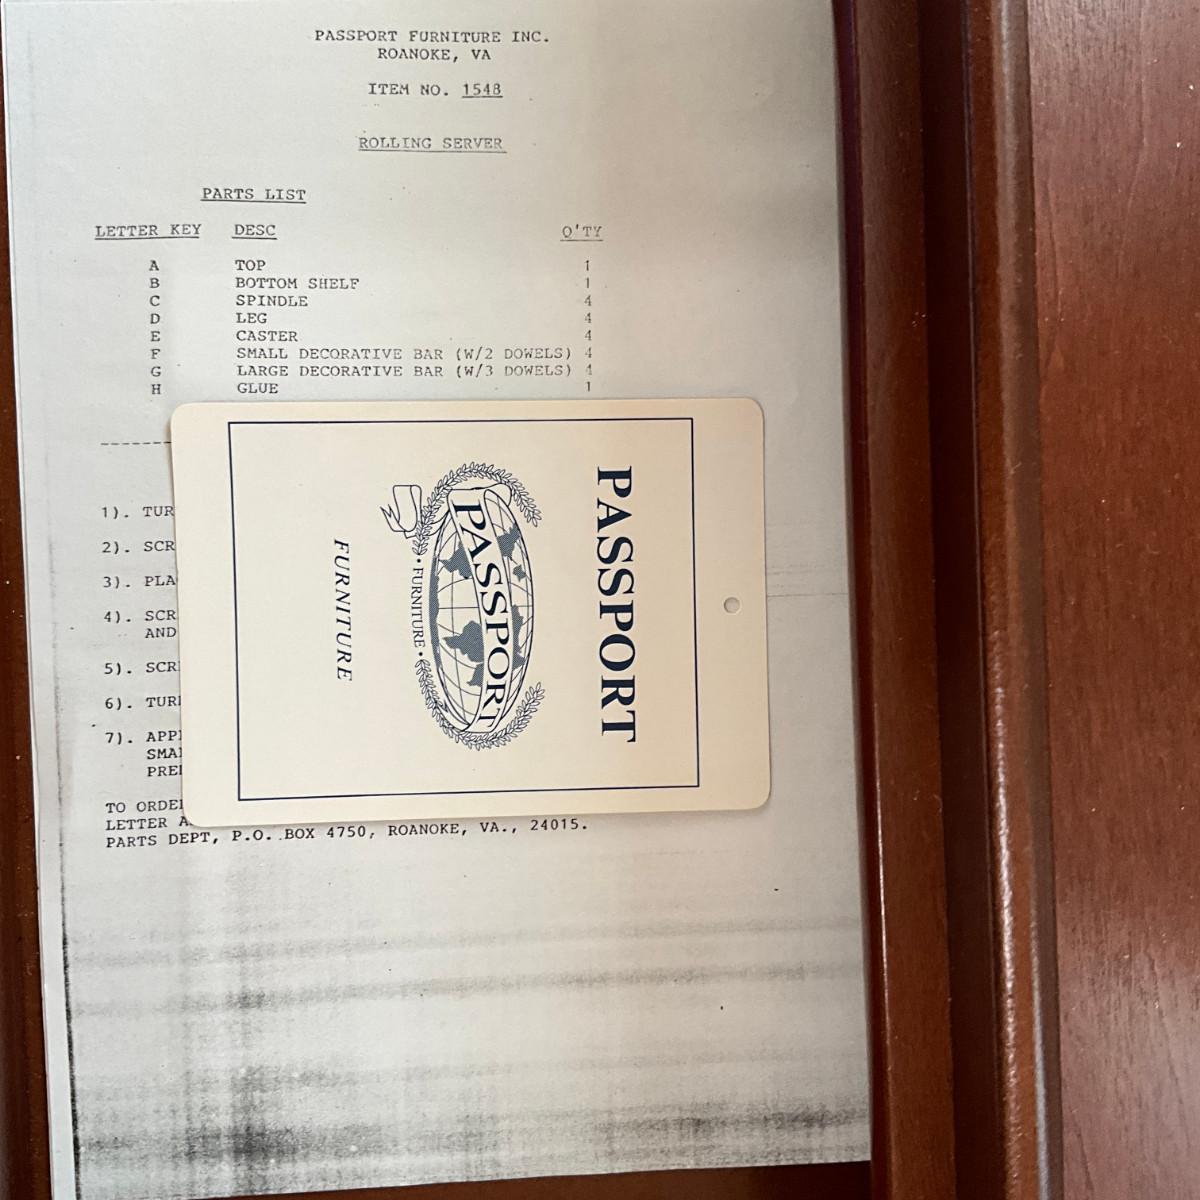 PASSPORT FURNITURE INC.
ROANOKE, VA
ITEM NO. 1548
ROLLING SERVER
PARTS LIST
LETTER KEY DESC Q'TY
A TOP 1
B BOTTOM SHELF 1
C SPINDLE 4
D LEG 4
E CASTER 4
F SMALL DECORATIVE BAR (W/2 DOWELS) 4
G LARGE DECORATIVE BAR (W/3 DOWELS) 4
H GLUE 1
1). TUR
2). SCR
3). PLA
4). SCR
AND
5). SCR
6). TUR
7). APP
SMA
PRE
TO ORDE
LETTER A
PARTS DEPT, P.O. BOX 4750, ROANOKE, VA., 24015.
PASSPORT
PASSPORT
• FURNITURE •
FURNITURE